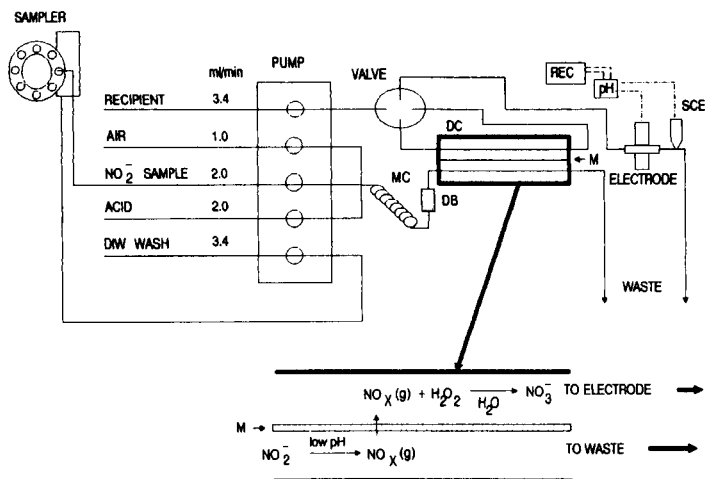 SAMPLER
ml/min
PUMP
VALVE
REC
pH
SCE
RECIPIENT 3.4
AIR 1.0
NO₂⁻ SAMPLE 2.0
ACID 2.0
DIW WASH 3.4
MC
DC
M
DB
ELECTRODE
WASTE
NOX(g) + H2O2 → NO3⁻ TO ELECTRODE →
H2O
M →
TO WASTE →
NO2⁻ low pH → NOX(g)